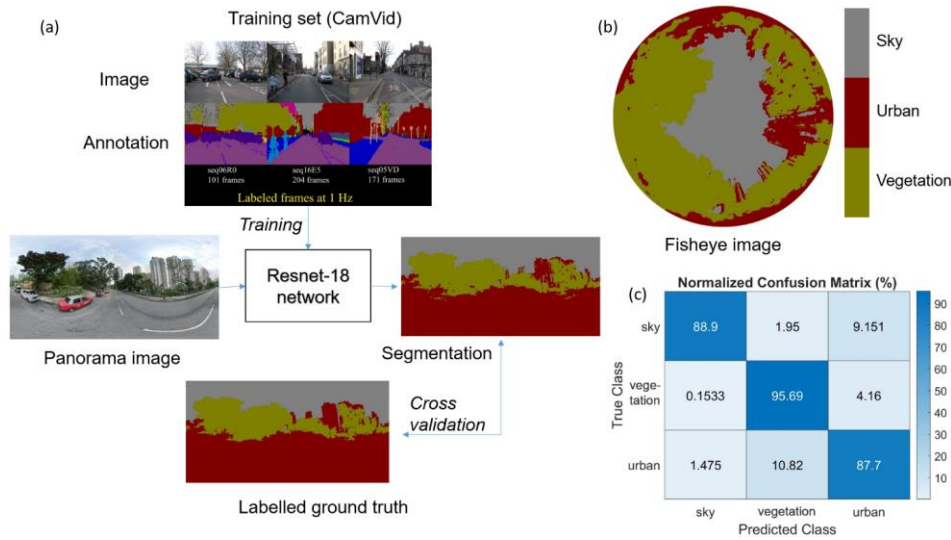 (a)
Training set (CamVid)
Image
Annotation
seq06R0
101 frames
seq16E5
204 frames
seq05VD
171 frames
Labeled frames at 1 Hz
Training
Resnet-18
network
Panorama image
Segmentation
Cross
validation
Labelled ground truth
(b)
Sky
Urban
Vegetation
Fisheye image
(c)
Normalized Confusion Matrix (%)
True Class
sky
88.9
1.95
9.151
vege-
tation
0.1533
95.69
4.16
urban
1.475
10.82
87.7
sky
vegetation
urban
Predicted Class
90
80
70
60
50
40
30
20
10